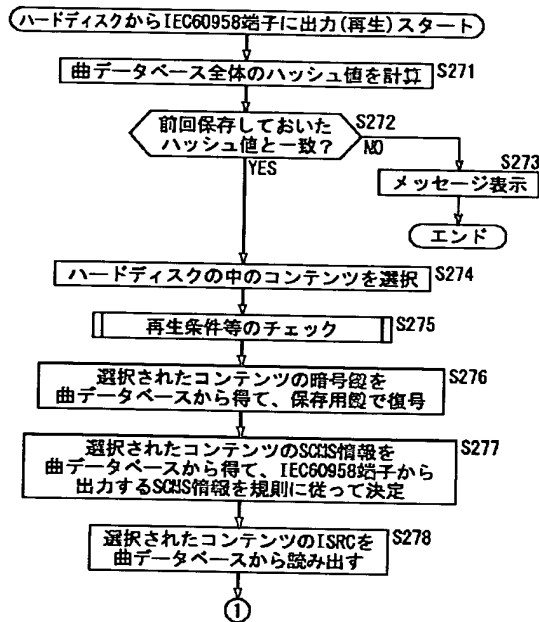 ハードディスクからIEC60958端子に出力(再生)スタート
曲データベース全体のハッシュ値を計算
S271
前回保存しておいた
ハッシュ値と一致?
S272
NO
YES
S273
メッセージ表示
エンド
ハードディスクの中のコンテンツを選択
S274
再生条件等のチェック
S275
選択されたコンテンツの暗号鍵を
曲データベースから得て、保存用鍵で復号
S276
選択されたコンテンツのSCMS情報を
曲データベースから得て、IEC60958端子から
出力するSCMS情報を規則に従って決定
S277
選択されたコンテンツのISRCを
曲データベースから読み出す
S278
1